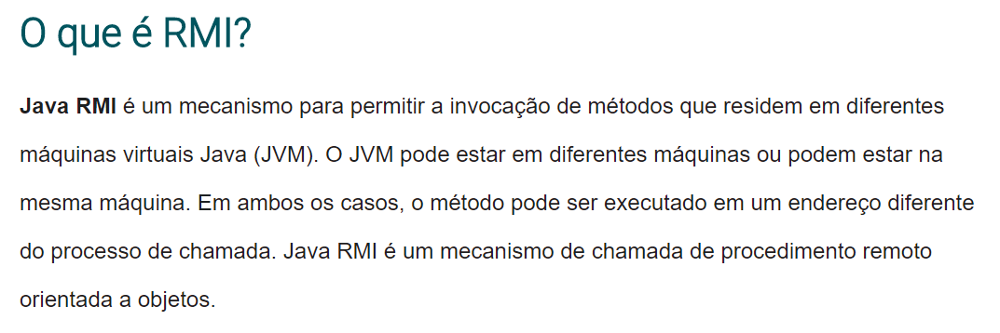 O que é RMI?
Java RMI é um mecanismo para permitir a invocação de métodos que residem em diferentes
máquinas virtuais Java (JVM). O JVM pode estar em diferentes máquinas ou podem estar na
mesma máquina. Em ambos os casos, o método pode ser executado em um endereço diferente
do processo de chamada. Java RMI é um mecanismo de chamada de procedimento remoto
orientada a objetos.